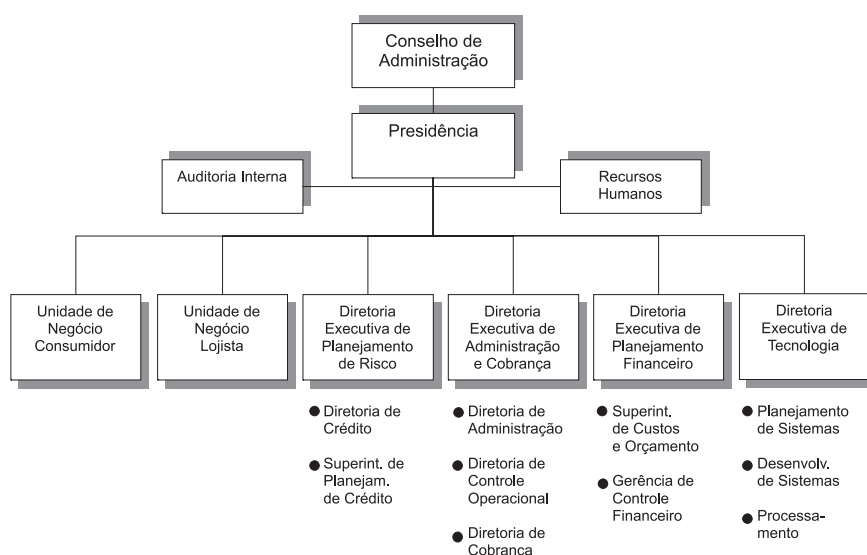 Conselho de
Administração
Presidência
Auditoria Interna
Recursos
Humanos
Unidade de
Negócio
Consumidor
Unidade de
Negócio
Lojista
Diretoria
Executiva de
Planejamento
de Risco
Diretoria
Executiva de
Administração
e Cobrança
Diretoria
Executiva de
Planejamento
Financeiro
Diretoria
Executiva de
Tecnologia
● Diretoria de
Crédito
● Superint. de
Planejam.
de Crédito
● Diretoria de
Administração
● Diretoria de
Controle
Operacional
● Diretoria de
Cobrança
● Superint.
de Custos
e Orçamento
● Gerência de
Controle
Financeiro
● Planejamento
de Sistemas
● Desenvolv.
de Sistemas
● Processa-
mento